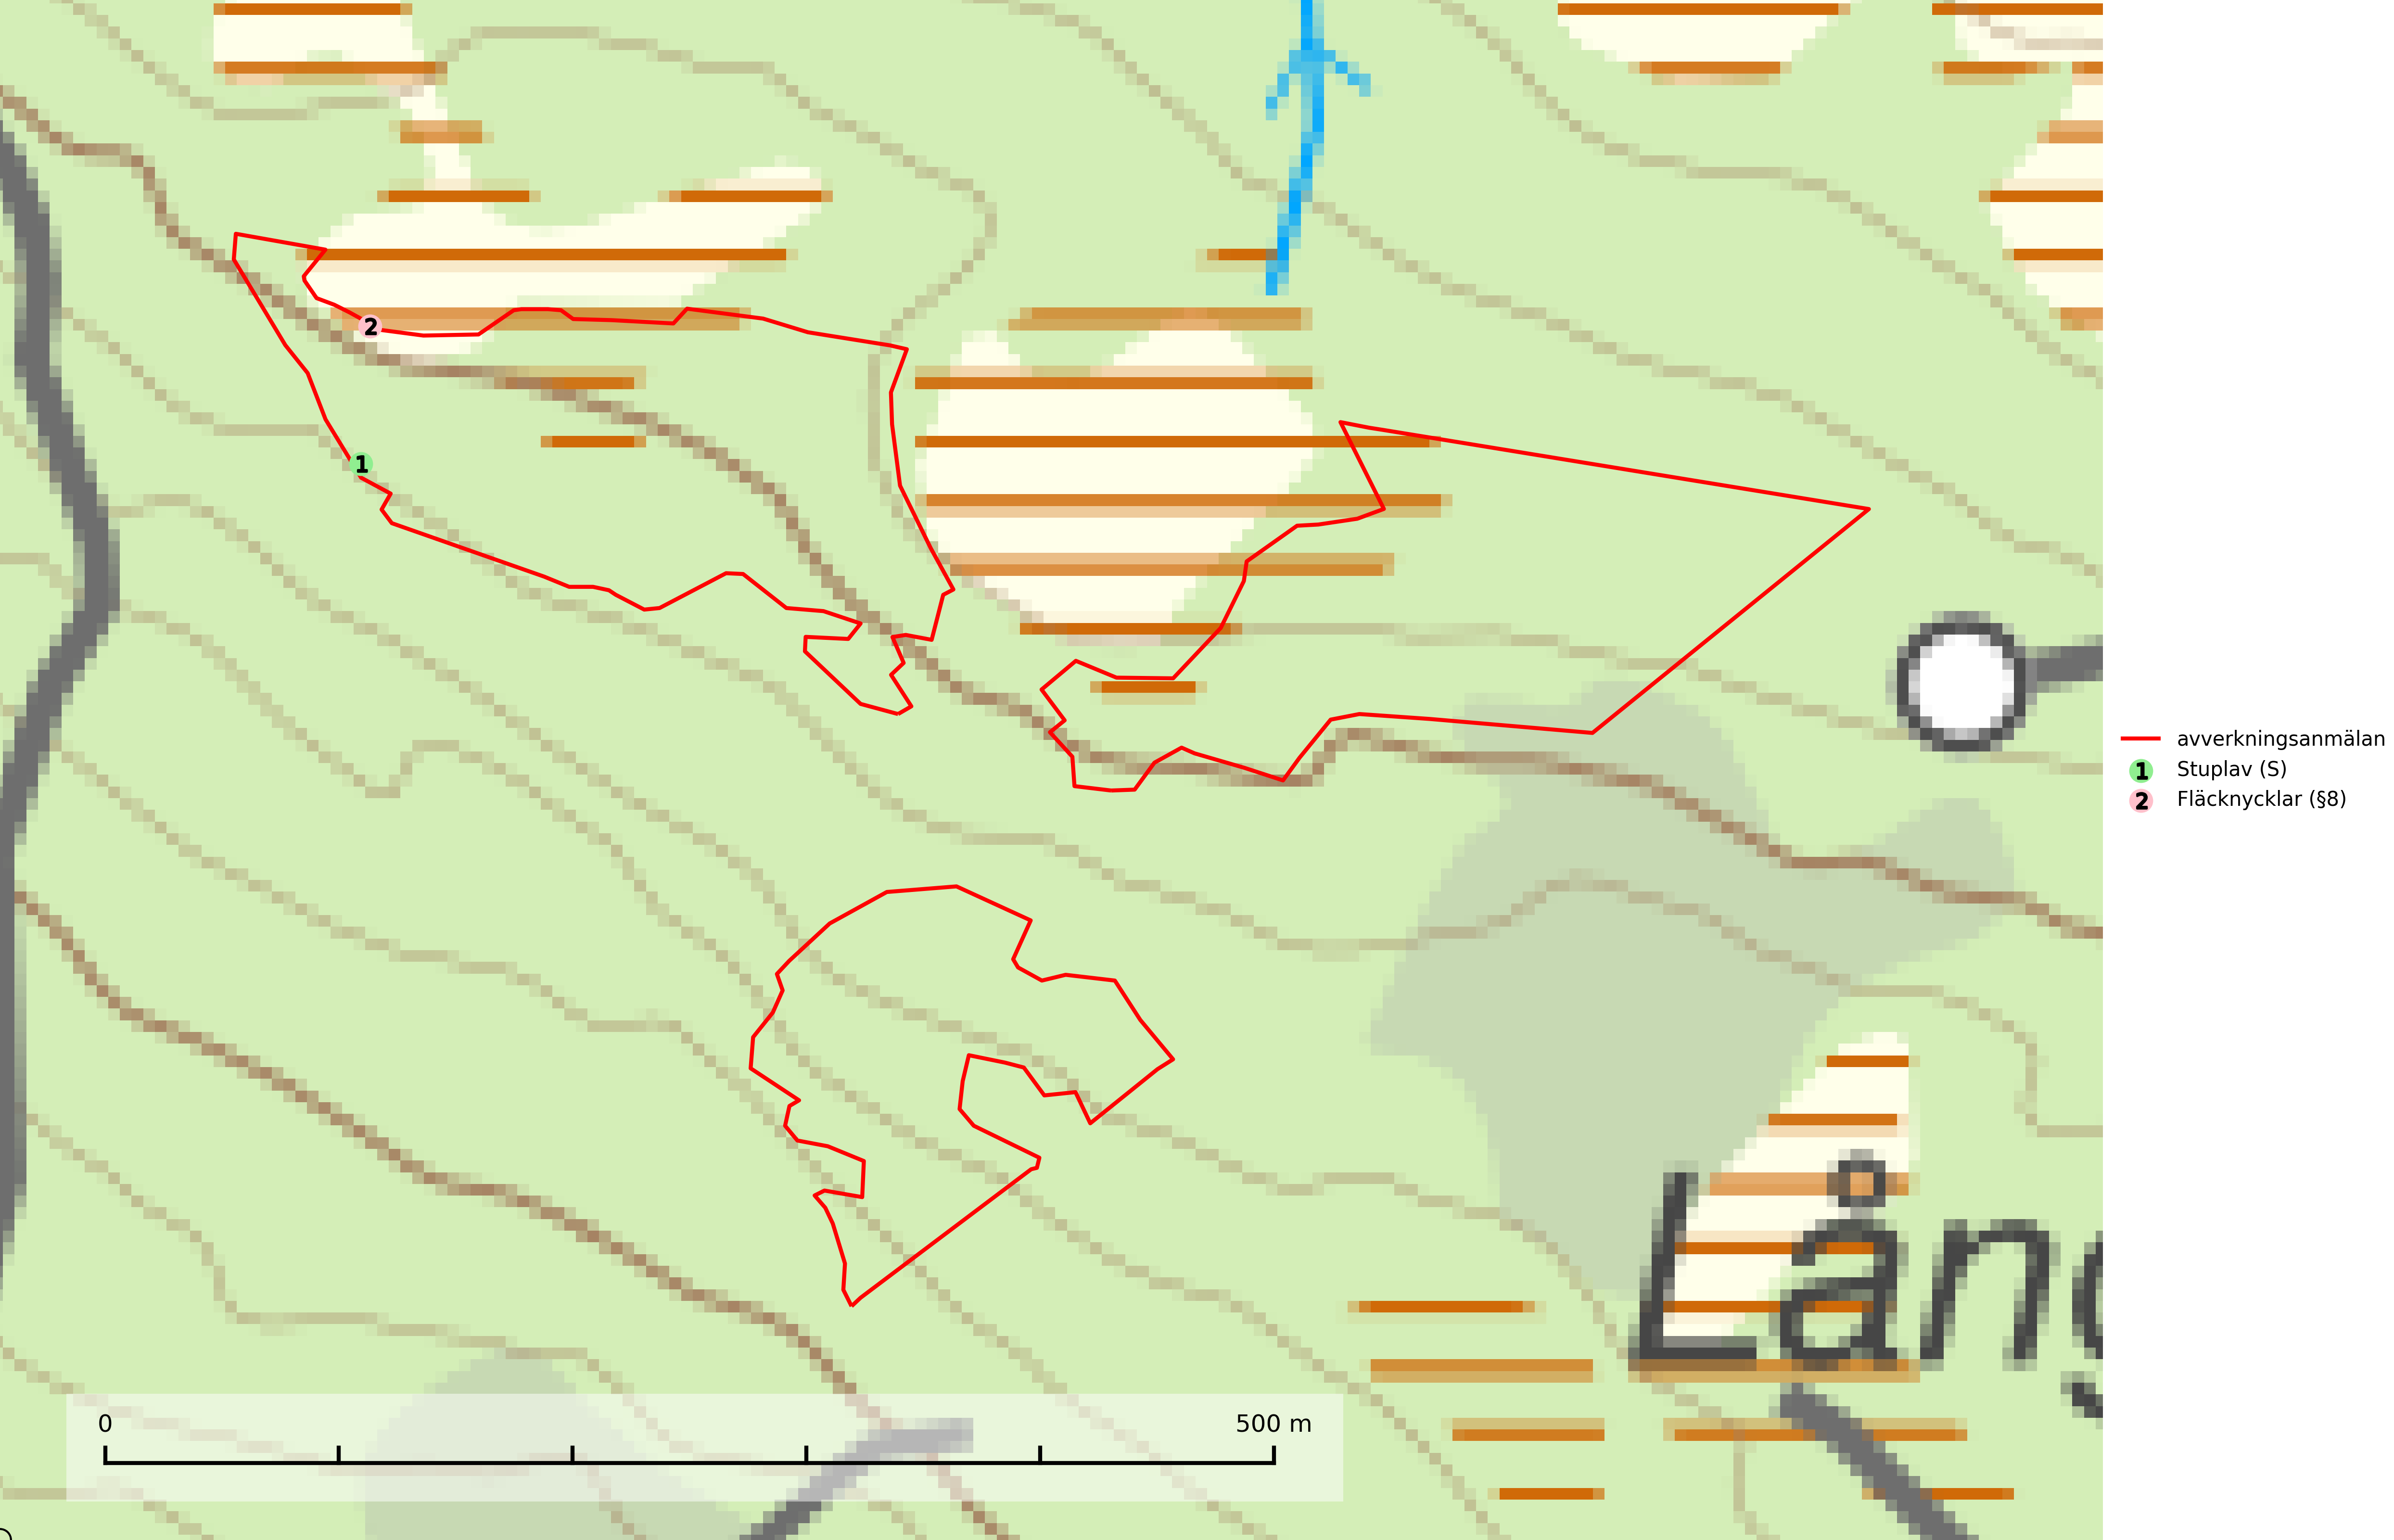 2
1
avverkningsanmälan
1 Stuplav (S)
2 Fläcknycklar (§8)
Lån
0 500 m